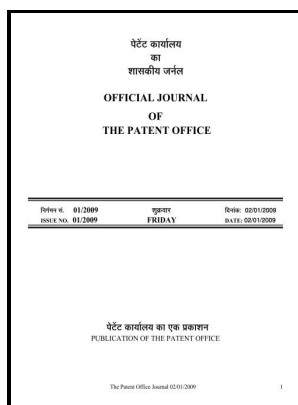 पेटेंट कार्यालय
का
शासकीय जर्नल
OFFICIAL JOURNAL
OF
THE PATENT OFFICE
निर्गमन सं. 01/2009 शुक्रवार दिनांक: 02/01/2009
ISSUE NO. 01/2009 FRIDAY DATE: 02/01/2009
पेटेंट कार्यालय का एक प्रकाशन
PUBLICATION OF THE PATENT OFFICE
The Patent Office Journal 02/01/2009 1